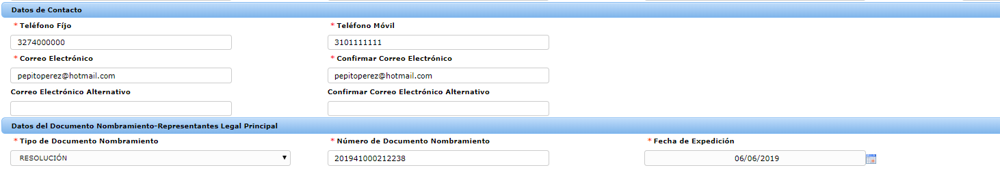 Datos de Contacto
* Teléfono Fíjo * Teléfono Móvil
3274000000 3101111111
* Correo Electrónico * Confirmar Correo Electrónico
pepitoperez@hotmail.com pepitoperez@hotmail.com
Correo Electrónico Alternativo Confirmar Correo Electrónico Alternativo
Datos del Documento Nombramiento-Representantes Legal Principal
* Tipo de Documento Nombramiento * Número de Documento Nombramiento * Fecha de Expedición
RESOLUCIÓN 201941000212238 06/06/2019